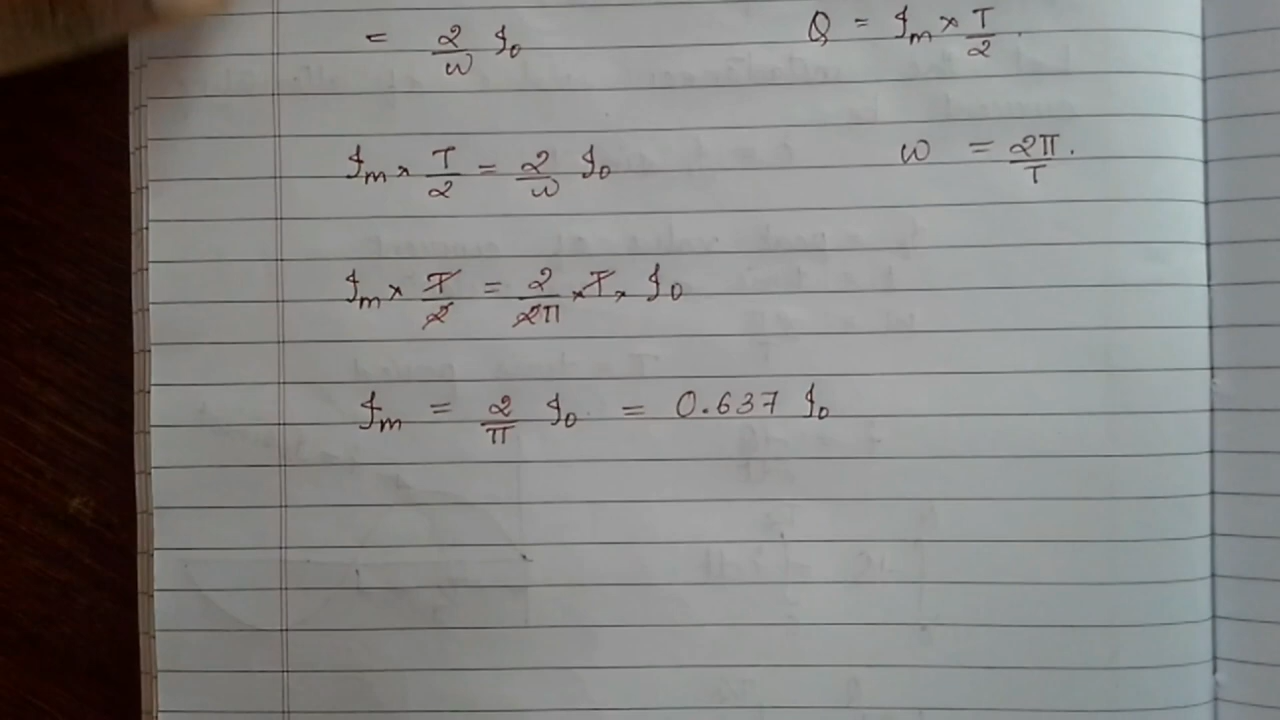 = 2/ω I₀ Q = Iₘ × T/2.
Iₘ × T/2 = 2/ω I₀ ω = 2π/T.
Iₘ × T/2 = 2/2π × T × I₀
Iₘ = 2/π I₀ = 0.637 I₀